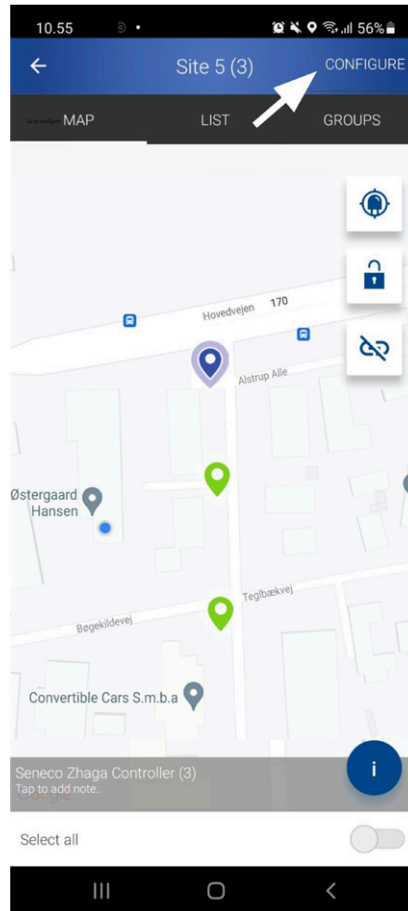 10.55
56%
Site 5 (3)
CONFIGURE
MAP
LIST
GROUPS
Hovedvejen
170
Alstrup Alle
Østergaard
Hansen
Teglbækvej
Bøgekildevej
Convertible Cars S.m.b.a
Seneco Zhaga Controller (3)
Tap to add note..
Google
i
Select all